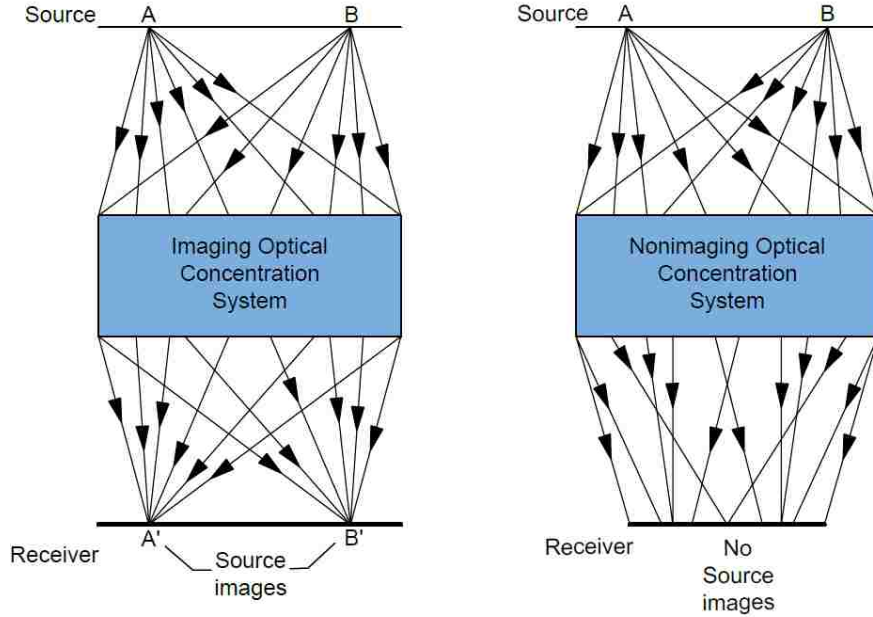 Source A B
Imaging Optical
Concentration
System
A' B'
Receiver Source
images
Source A B
Nonimaging Optical
Concentration
System
Receiver No
Source
images